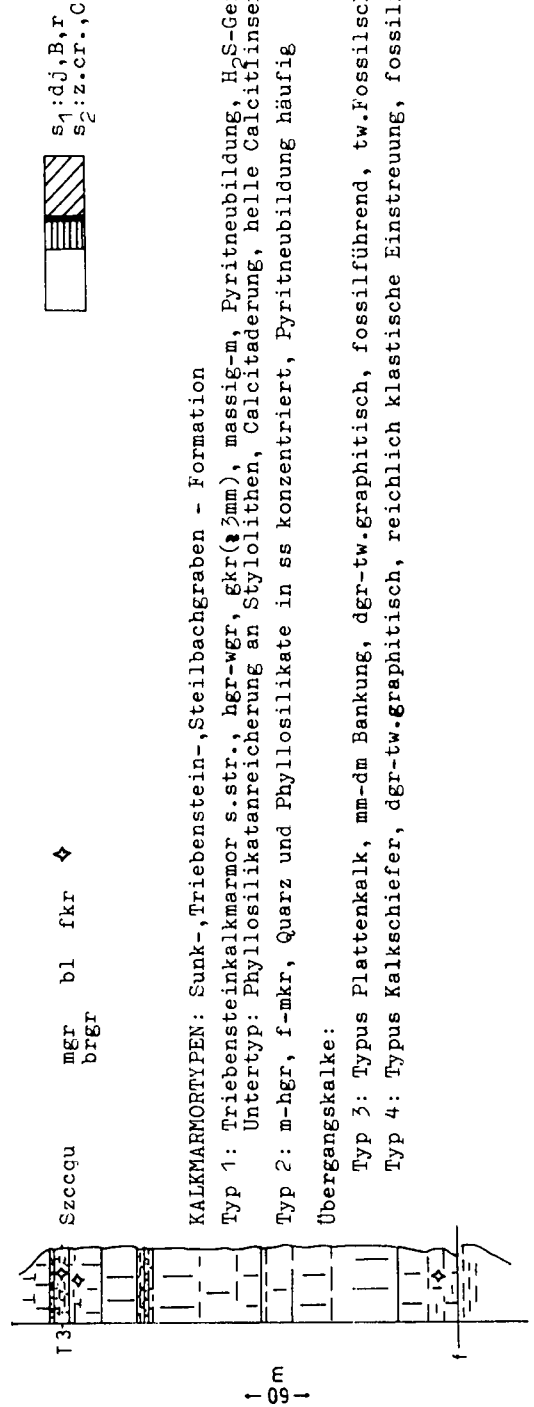 T3 Szccqu mgr bl fkr s₁:dj,B,r
brgr s₂:z.cr.,C
KALKMARMORTYPEN: Sunk-,Triebenstein-,Steilbachgraben - Formation
Typ 1: Triebensteinkalkmarmor s.str., hgr-wgr, gkr( 3mm), massig-m, Pyritneubildung, H₂S-Ge
Untertyp: Phyllosilikatanreicherung an Stylolithen, Calcitaderung, helle Calcitlinse
Typ 2: m-hgr, f-mkr, Quarz und Phyllosilikate in ss konzentriert, Pyritneubildung häufig
Übergangskalke:
Typ 3: Typus Plattenkalk, mm-dm Bankung, dgr-tw.graphitisch, fossilführend, tw.Fossilsc
Typ 4: Typus Kalkschiefer, dgr-tw.graphitisch, reichlich klastische Einstreuung, fossil
f
60
m